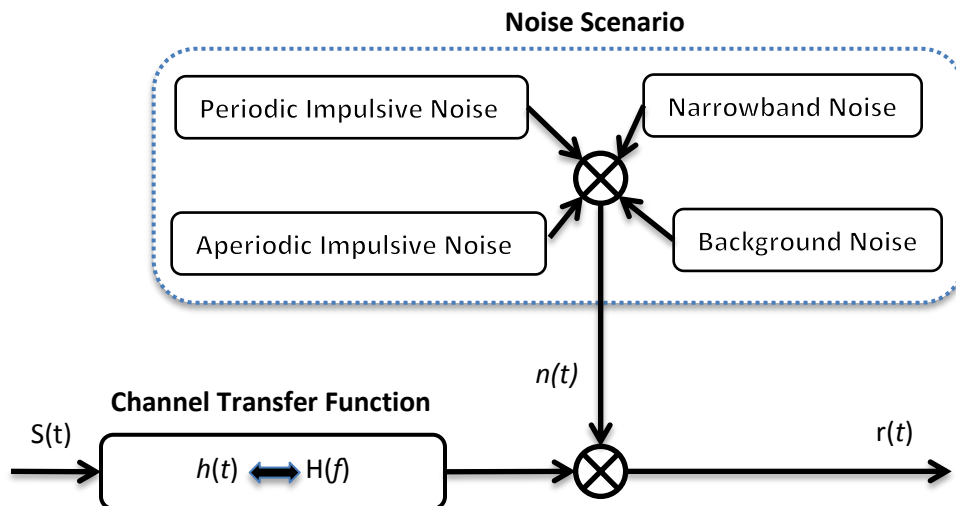 Noise Scenario
Periodic Impulsive Noise
Narrowband Noise
Aperiodic Impulsive Noise
Background Noise
n(t)
Channel Transfer Function
S(t)
r(t)
h(t) H(f)